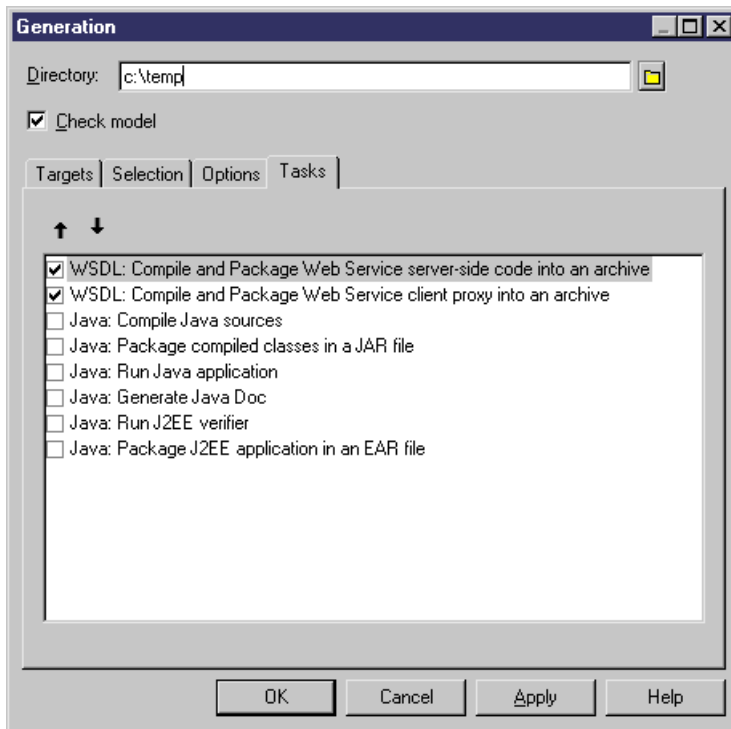 Generation
Directory: c:\temp
Check model
Targets Selection Options Tasks
WSDL: Compile and Package Web Service server-side code into an archive
WSDL: Compile and Package Web Service client proxy into an archive
Java: Compile Java sources
Java: Package compiled classes in a JAR file
Java: Run Java application
Java: Generate Java Doc
Java: Run J2EE verifier
Java: Package J2EE application in an EAR file
OK Cancel Apply Help